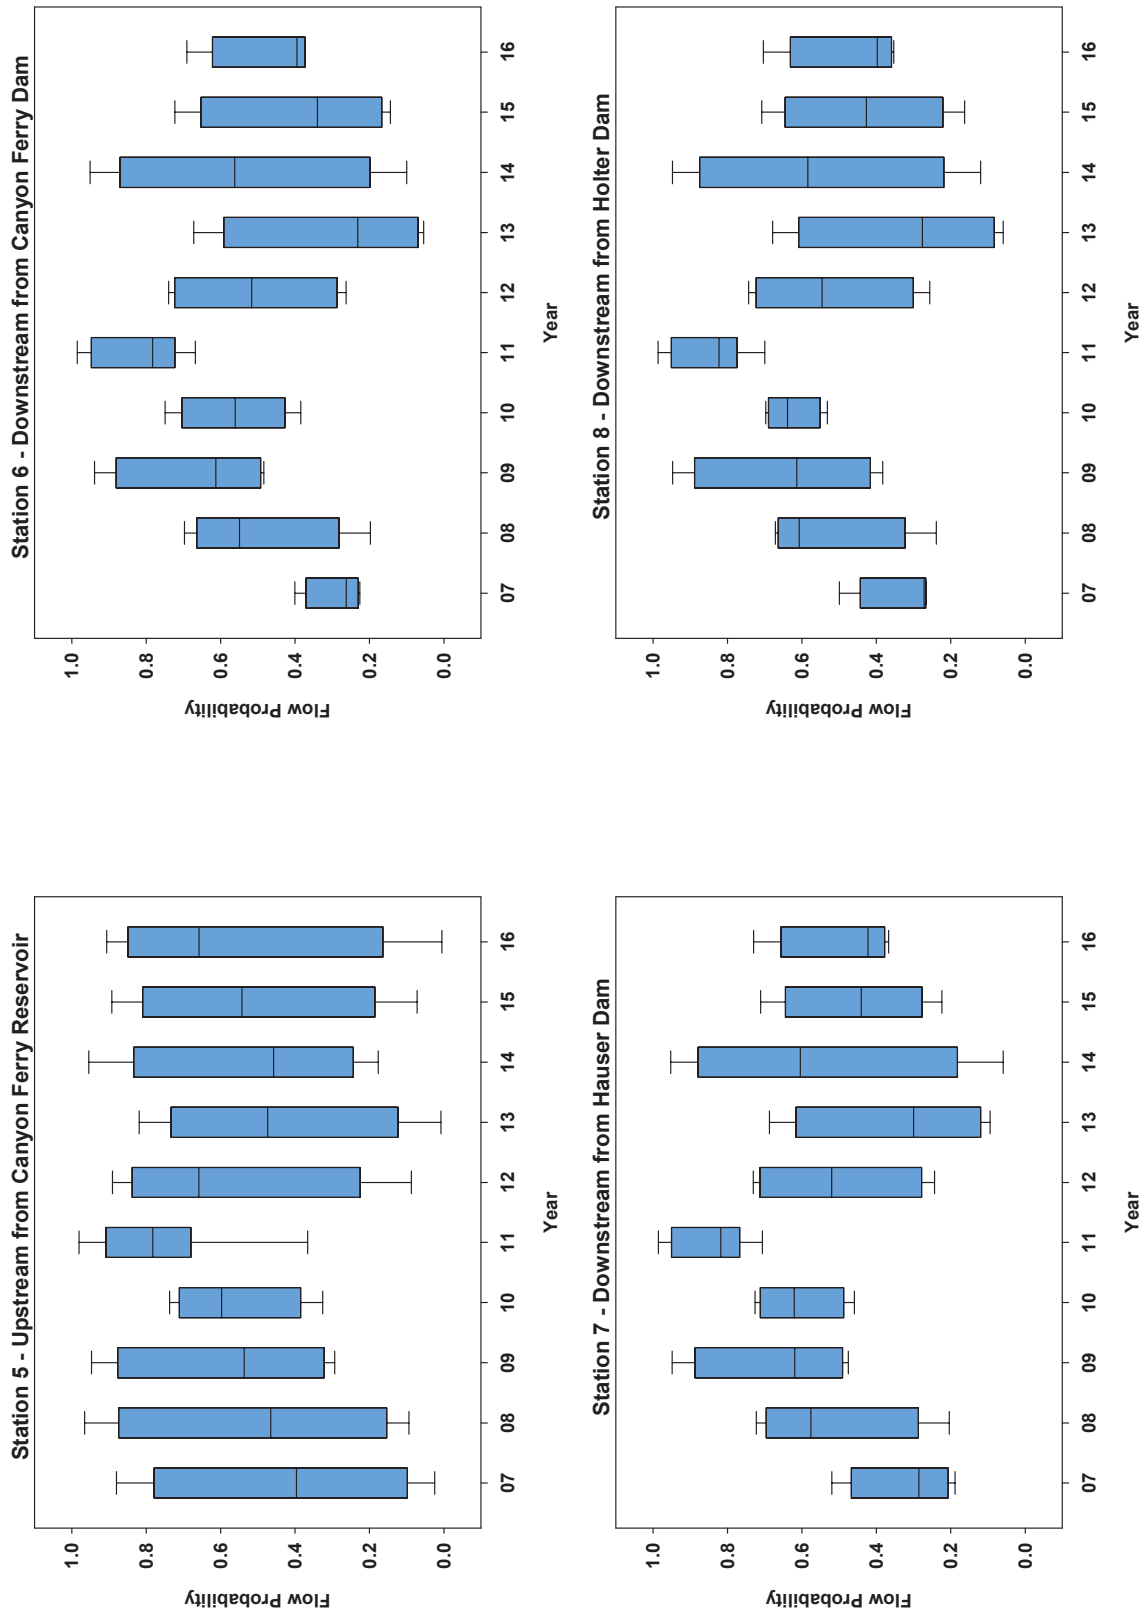 Station 5 - Upstream from Canyon Ferry Reservoir
Flow Probability
1.0
0.8
0.6
0.4
0.2
0.0
07 08 09 10 11 12 13 14 15 16
Year
Station 6 - Downstream from Canyon Ferry Dam
Flow Probability
1.0
0.8
0.6
0.4
0.2
0.0
07 08 09 10 11 12 13 14 15 16
Year
Station 7 - Downstream from Hauser Dam
Flow Probability
1.0
0.8
0.6
0.4
0.2
0.0
07 08 09 10 11 12 13 14 15 16
Year
Station 8 - Downstream from Holter Dam
Flow Probability
1.0
0.8
0.6
0.4
0.2
0.0
07 08 09 10 11 12 13 14 15 16
Year